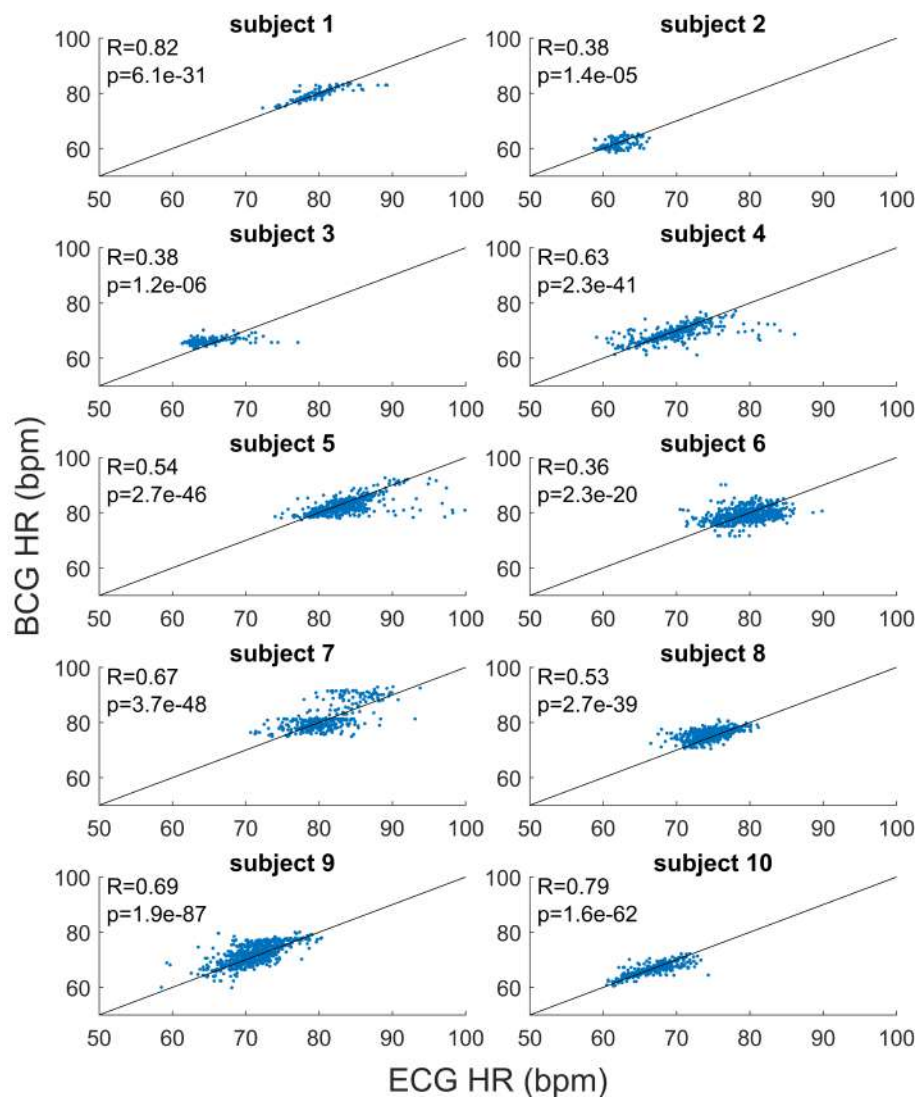 subject 1
R=0.82
p=6.1e-31
100
80
60
50 60 70 80 90 100
subject 2
R=0.38
p=1.4e-05
100
80
60
50 60 70 80 90 100
subject 3
R=0.38
p=1.2e-06
100
80
60
50 60 70 80 90 100
subject 4
R=0.63
p=2.3e-41
100
80
60
50 60 70 80 90 100
subject 5
R=0.54
p=2.7e-46
100
80
60
50 60 70 80 90 100
subject 6
R=0.36
p=2.3e-20
100
80
60
50 60 70 80 90 100
subject 7
R=0.67
p=3.7e-48
100
80
60
50 60 70 80 90 100
subject 8
R=0.53
p=2.7e-39
100
80
60
50 60 70 80 90 100
subject 9
R=0.69
p=1.9e-87
100
80
60
50 60 70 80 90 100
subject 10
R=0.79
p=1.6e-62
100
80
60
50 60 70 80 90 100
BCG HR (bpm)
ECG HR (bpm)